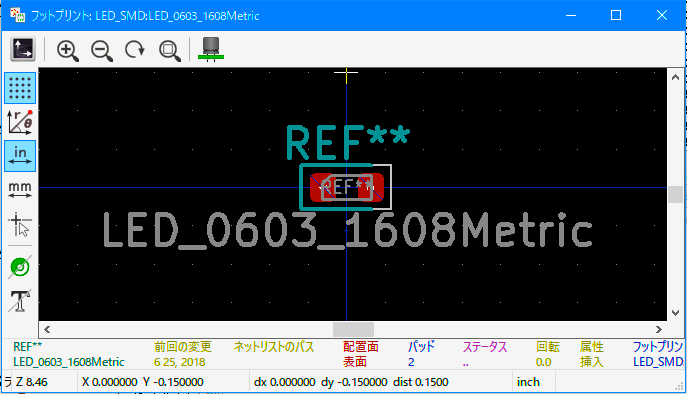 フットプリント: LED_SMD:LED_0603_1608Metric
in
mm
REF**
REF**
LED_0603_1608Metric
REF** 前回の変更 ネットリストのパス 配置面 パッド ステータス 回転 属性 フットプリン
LED_0603_1608Metric 6 25, 2018 表面 2 .. 0.0 挿入 LED_SMD:
Z 8.46 X 0.000000 Y -0.150000 dx 0.000000 dy -0.150000 dist 0.1500 inch